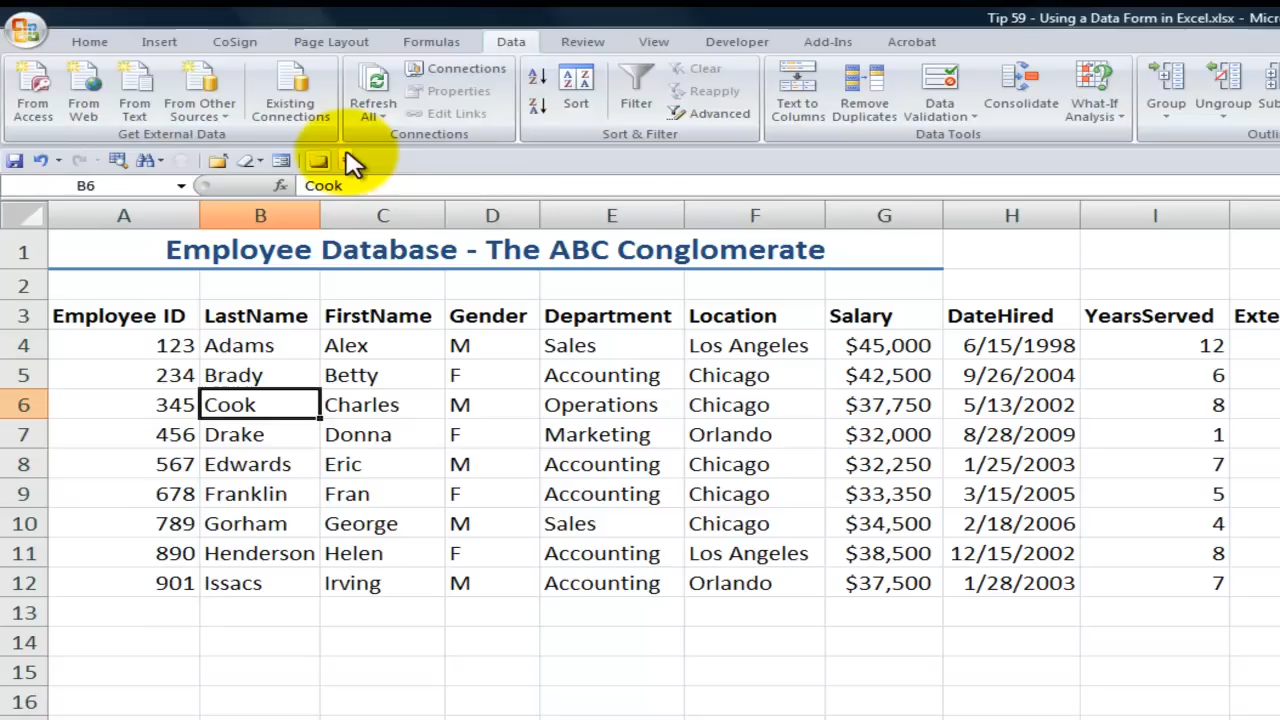 Tip 59 - Using a Data Form in Excel.xlsx - Micr
Home Insert CoSign Page Layout Formulas Data Review View Developer Add-Ins Acrobat
From Access From Web From Text From Other Sources Existing Connections Refresh All Connections Properties Edit Links Sort Filter Clear Reapply Advanced Text to Columns Remove Duplicates Data Validation Consolidate What-If Analysis Group Ungroup Sub
Get External Data Connections Sort & Filter Data Tools Outli
B6 fx Cook
A B C D E F G H I
1 Employee Database - The ABC Conglomerate
2
3 Employee ID LastName FirstName Gender Department Location Salary DateHired YearsServed Exte
4 123 Adams Alex M Sales Los Angeles $45,000 6/15/1998 12
5 234 Brady Betty F Accounting Chicago $42,500 9/26/2004 6
6 345 Cook Charles M Operations Chicago $37,750 5/13/2002 8
7 456 Drake Donna F Marketing Orlando $32,000 8/28/2009 1
8 567 Edwards Eric M Accounting Chicago $32,250 1/25/2003 7
9 678 Franklin Fran F Accounting Chicago $33,350 3/15/2005 5
10 789 Gorham George M Sales Chicago $34,500 2/18/2006 4
11 890 Henderson Helen F Accounting Los Angeles $38,500 12/15/2002 8
12 901 Issacs Irving M Accounting Orlando $37,500 1/28/2003 7
13
14
15
16